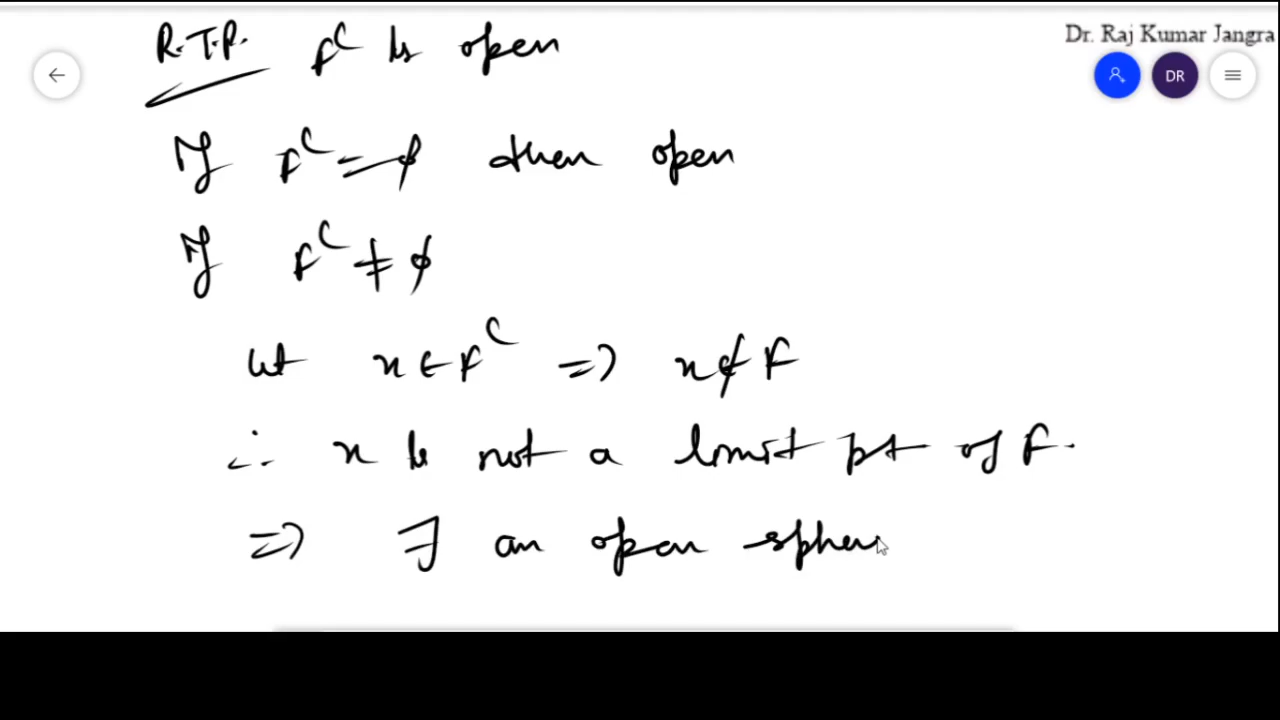 Dr. Raj Kumar Jangra
DR
R.T.P. F^C is open
If F^C = ϕ then open
If F^C ≠ ϕ
let x ∈ F^C => x ∉ F
∴ x is not a limit pt of F.
=> ∃ an open spher